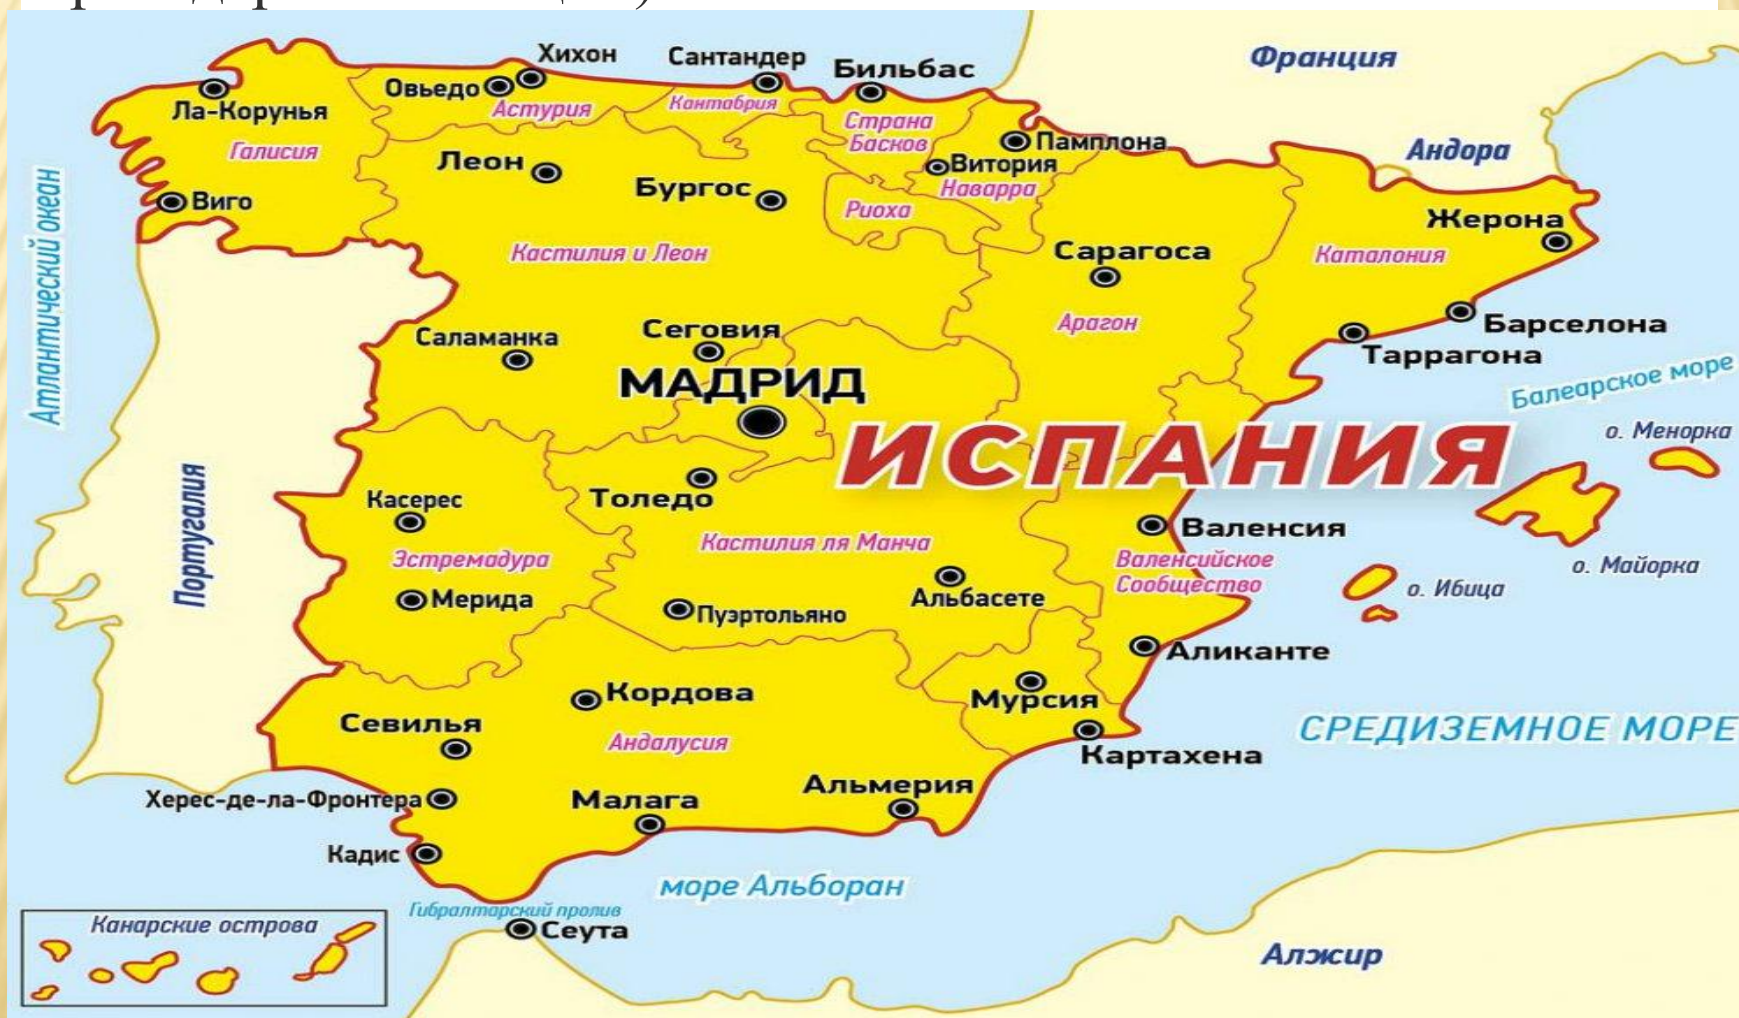 Хихон
Сантандер
Бильбас
Франция
Овьедо
Астурия
Кантабрия
Ла-Корунья
Страна
Басков
Памплона
Андора
Галисия
Леон
Витория
Наварра
Бургос
Виго
Риоха
Жерона
Атлантический океан
Кастилия и Леон
Сарагоса
Каталония
Арагон
Саламанка
Сеговия
Барселона
Таррагона
МАДРИД
Балеарское море
о. Менорка
ИСПАНИЯ
Португалия
Касерес
Толедо
Валенсия
Кастилия ля Манча
Эстремадура
Валенсийское
Сообщество
о. Майорка
о. Ибица
Мерида
Пуэртольяно
Альбасете
Аликанте
Кордова
Мурсия
Севилья
Андалусия
СРЕДИЗЕМНОЕ МОРЕ
Картахена
Херес-де-ла-Фронтера
Малага
Альмерия
Кадис
море Альборан
Гибралтарский пролив
Канарские острова
Сеута
Алжир